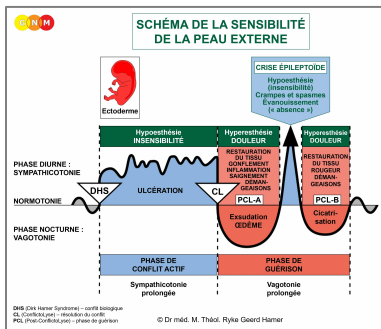 GNM
SCHÉMA DE LA SENSIBILITÉ
DE LA PEAU EXTERNE
Ectoderme
CRISE ÉPILEPTOÏDE
Hypoesthésie
(Insensibilité)
Crampes et spasmes
Évanouissement
(« absence »)
Hypoesthésie
INSENSIBILITÉ
Hyperesthésie
DOULEUR
Hyperesthésie
DOULEUR
RESTAURATION
DU TISSU
GONFLEMENT
INFLAMMATION
SAIGNEMENT
DÉMAN-
GEAISONS
RESTAURATION
DU TISSU
ROUGEUR
DÉMAN-
GEAISONS
PHASE DIURNE :
SYMPATHICOTONIE
DHS
ULCÉRATION
CL
PCL-A
PCL-B
NORMOTONIE
PHASE NOCTURNE :
VAGOTONIE
Exsudation
ŒDÈME
Cicatri-
sation
PHASE DE
CONFLIT ACTIF
PHASE DE
GUÉRISON
Sympathicotonie
prolongée
Vagotonie
prolongée
DHS (Dirk Hamer Syndrome) – conflit biologique
CL (ConflictoLyse) – résolution du conflit
PCL (Post-ConflictoLyse) – phase de guérison
© Dr méd. M. Théol. Ryke Geerd Hamer